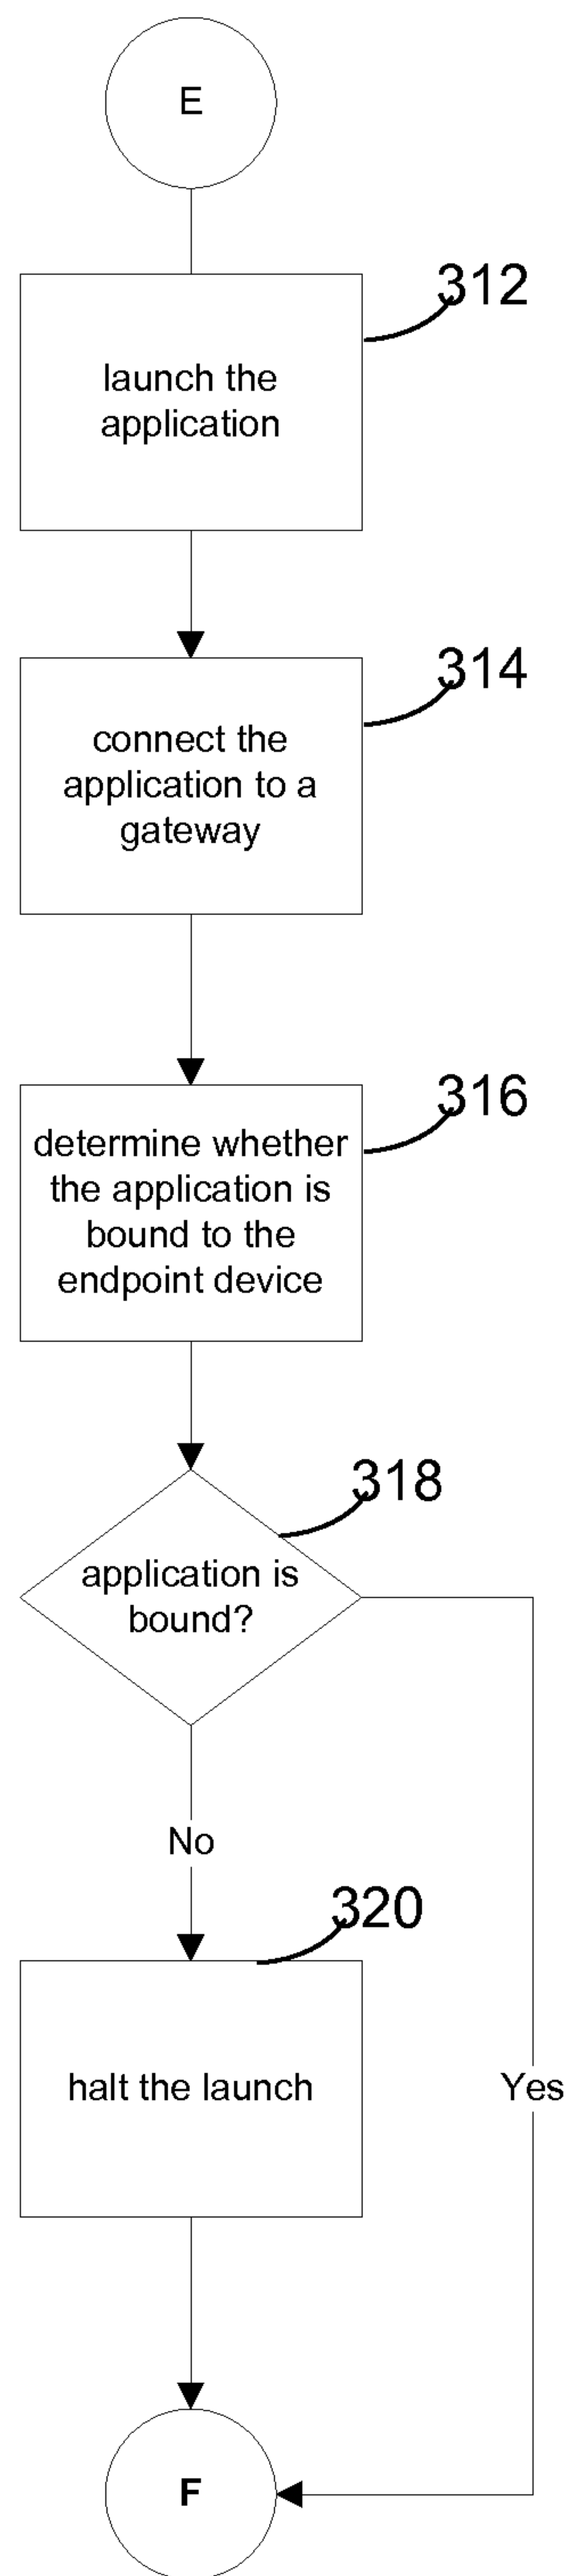 E
312
launch the
application
314
connect the
application to a
gateway
316
determine whether
the application is
bound to the
endpoint device
318
application is
bound?
No
320
halt the launch
Yes
F